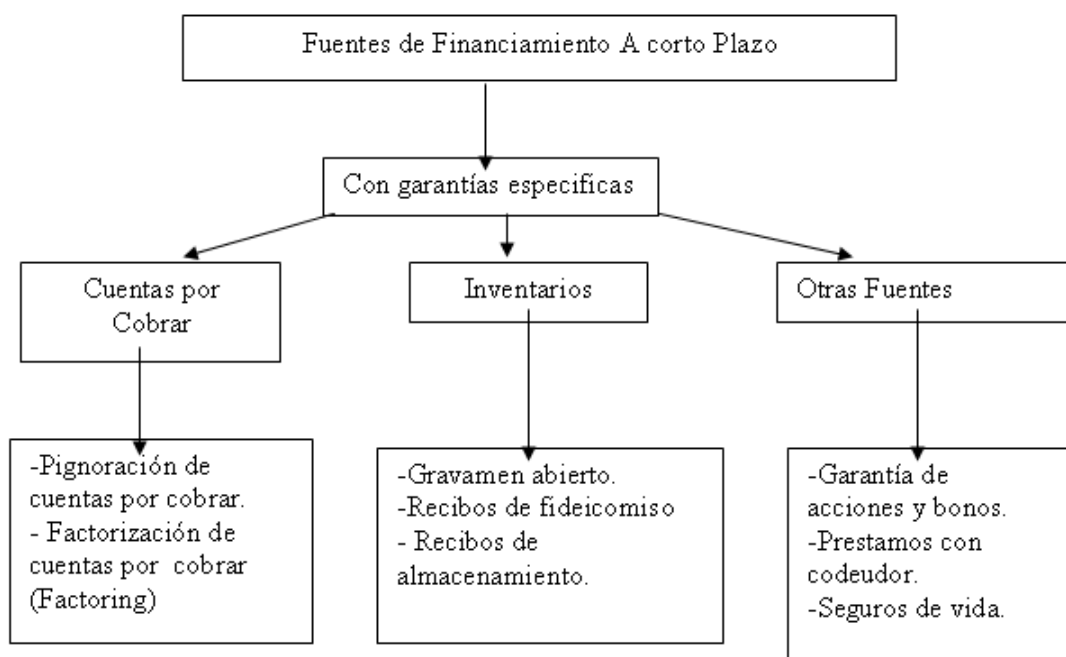 Fuentes de Financiamiento A corto Plazo
Con garantías especificas
Cuentas por
Cobrar
Inventarios
Otras Fuentes
-Pignoración de
cuentas por cobrar.
- Factorización de
cuentas por  cobrar
(Factoring)
-Gravamen abierto.
-Recibos de fideicomiso
- Recibos de
almacenamiento.
-Garantía de
acciones y bonos.
-Prestamos con
codeudor.
-Seguros de vida.